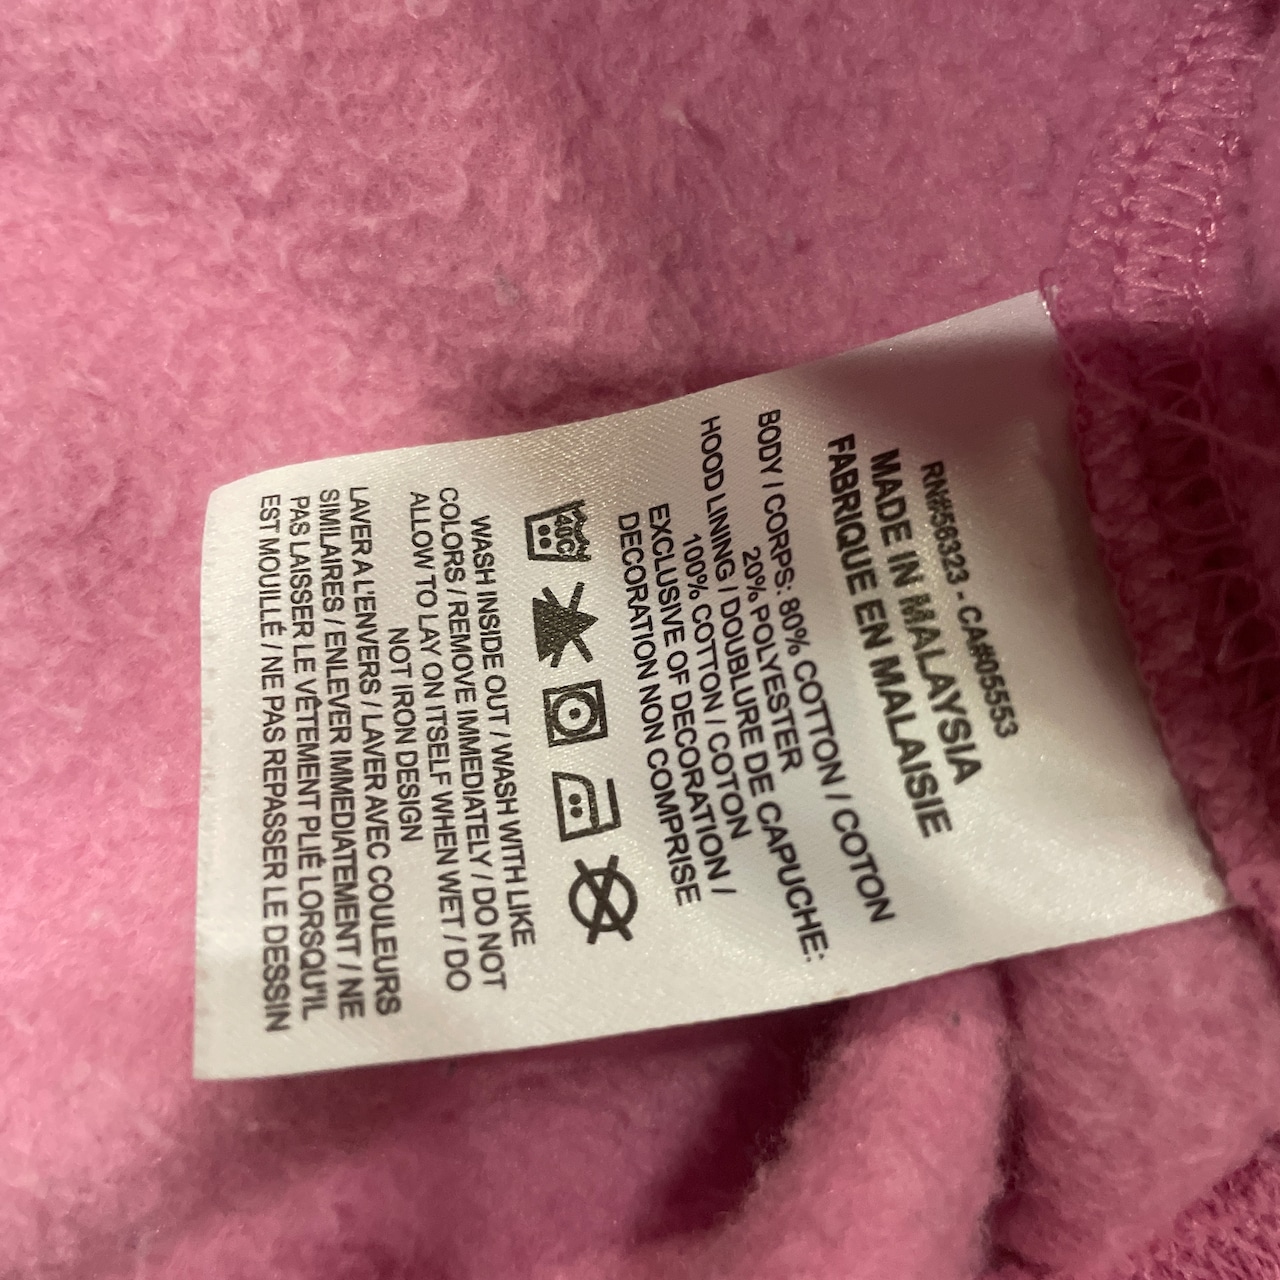 RN#56323 - CA#05553
MADE IN MALAYSIA
FABRIQUE EN MALAISIE
BODY / CORPS: 80% COTTON / COTON
20% POLYESTER
HOOD LINING / DOUBLURE DE CAPUCHE:
100% COTTON / COTON
EXCLUSIVE OF DECORATION /
DECORATION NON COMPRISE
40C
WASH INSIDE OUT / WASH WITH LIKE
COLORS / REMOVE IMMEDIATELY / DO NOT
ALLOW TO LAY ON ITSELF WHEN WET / DO
NOT IRON DESIGN
LAVER A L'ENVERS / LAVER AVEC COULEURS
SIMILAIRES / ENLEVER IMMEDIATEMENT / NE
PAS LAISSER LE VÊTEMENT PLIÉ LORSQU'IL
EST MOUILLÉ / NE PAS REPASSER LE DESSIN